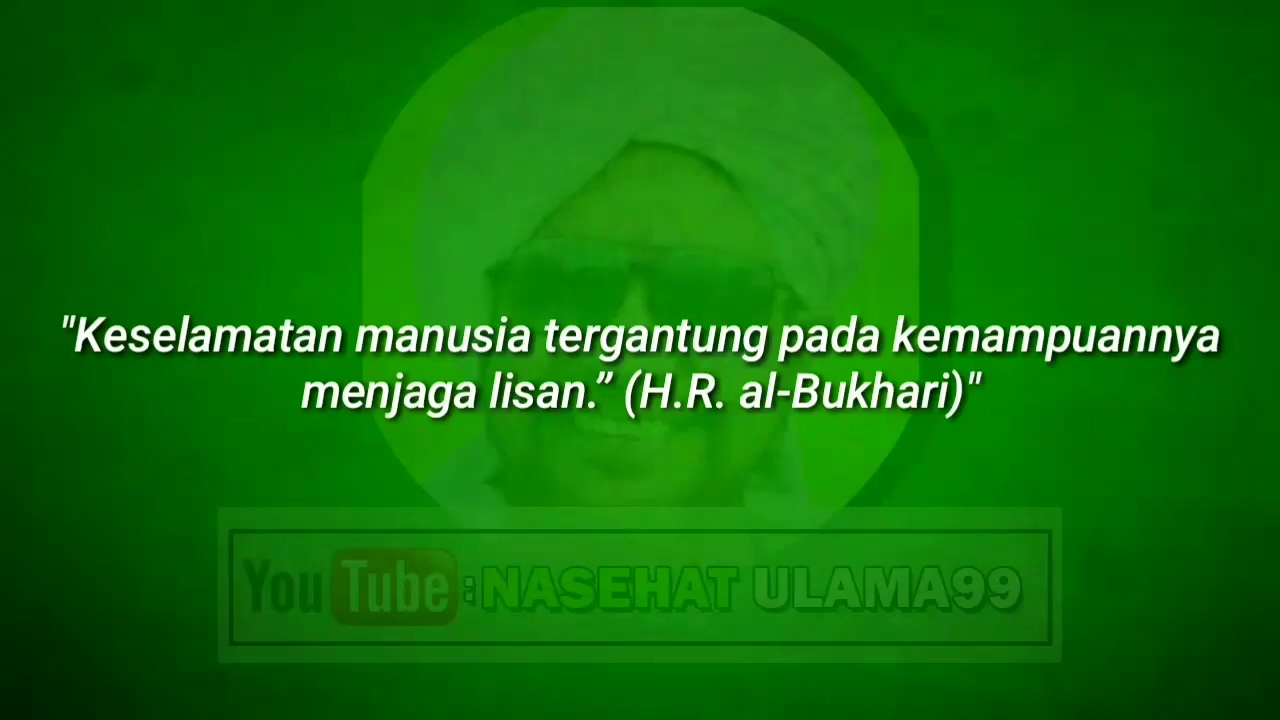 "Keselamatan manusia tergantung pada kemampuannya
menjaga lisan.” (H.R. al-Bukhari)"
YouTube : NASEHAT ULAMA99